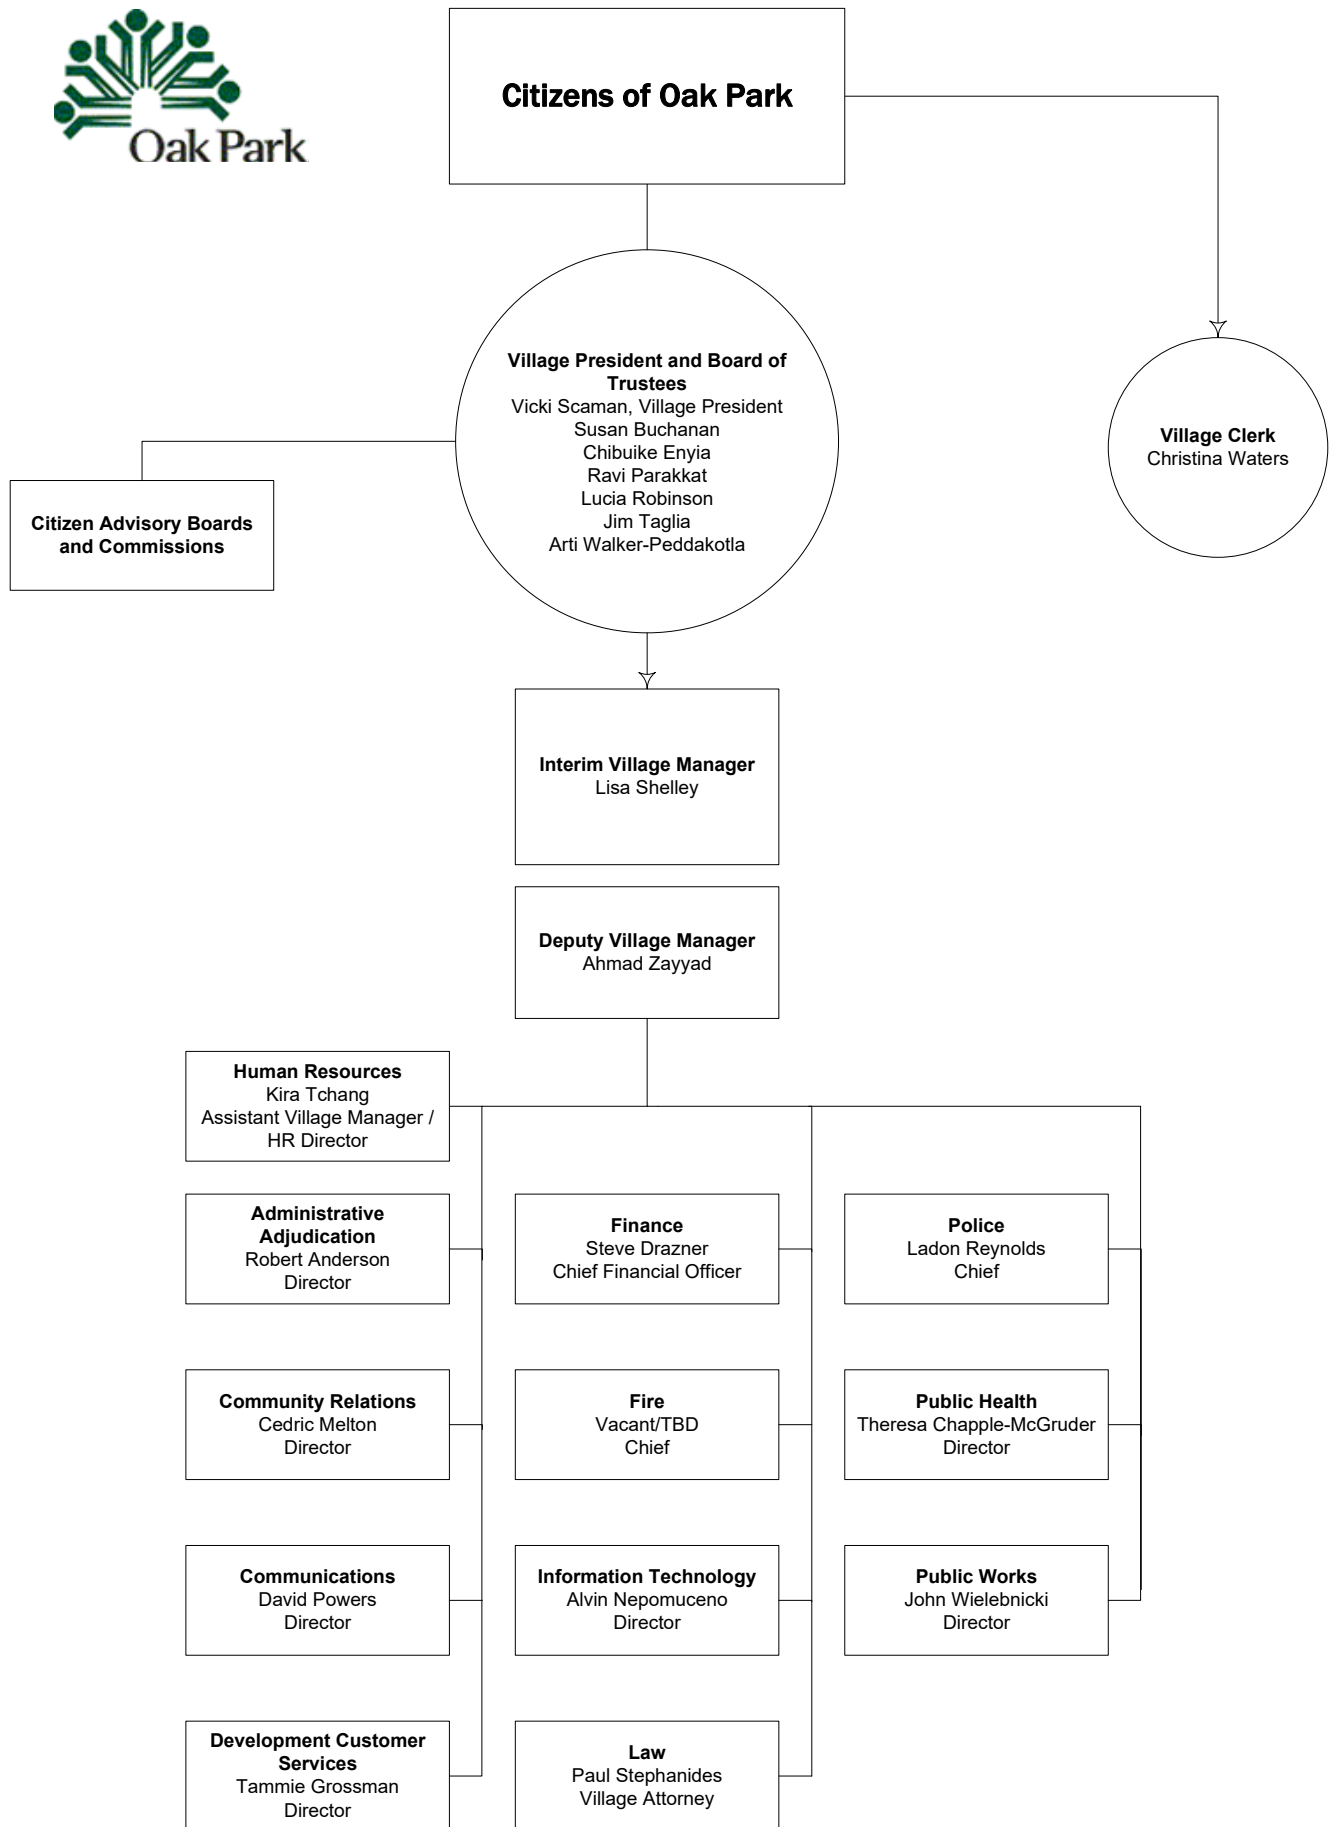 Oak Park
Citizens of Oak Park
Village President and Board of
Trustees
Vicki Scaman, Village President
Susan Buchanan
Chibuike Enyia
Ravi Parakkat
Lucia Robinson
Jim Taglia
Arti Walker-Peddakotla
Village Clerk
Christina Waters
Citizen Advisory Boards
and Commissions
Interim Village Manager
Lisa Shelley
Deputy Village Manager
Ahmad Zayyad
Human Resources
Kira Tchang
Assistant Village Manager /
HR Director
Administrative
Adjudication
Robert Anderson
Director
Finance
Steve Drazner
Chief Financial Officer
Police
Ladon Reynolds
Chief
Community Relations
Cedric Melton
Director
Fire
Vacant/TBD
Chief
Public Health
Theresa Chapple-McGruder
Director
Communications
David Powers
Director
Information Technology
Alvin Nepomuceno
Director
Public Works
John Wielebnicki
Director
Development Customer
Services
Tammie Grossman
Director
Law
Paul Stephanides
Village Attorney